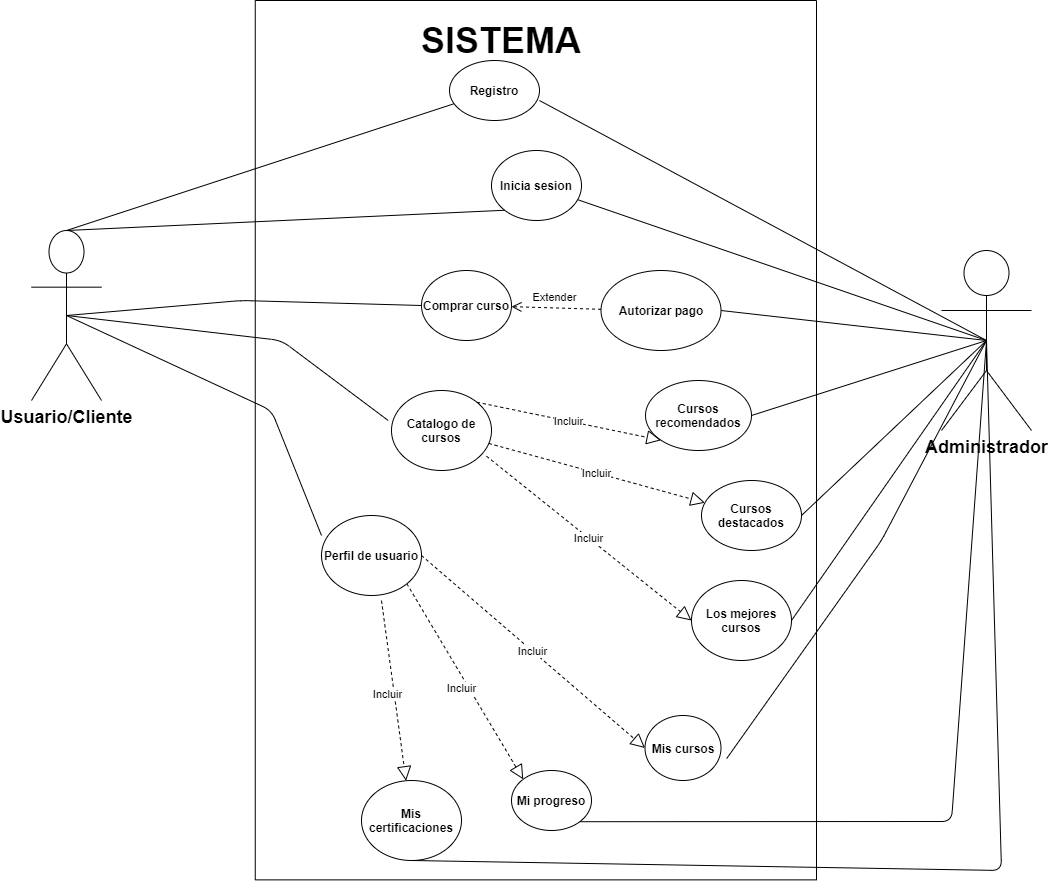 SISTEMA
Registro
Inicia sesion
Comprar curso
Extender
Autorizar pago
Usuario/Cliente
Catalogo de
cursos
Incluir
Cursos
recomendados
Administrador
Incluir
Cursos
destacados
Incluir
Perfil de usuario
Los mejores
cursos
Incluir
Incluir
Incluir
Mis cursos
Mi progreso
Mis
certificaciones